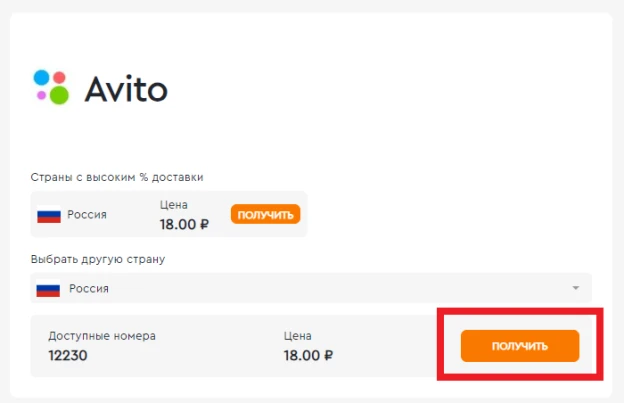 Avito
Страны с высоким % доставки
Россия
Цена
18.00 ₽
ПОЛУЧИТЬ
Выбрать другую страну
Россия
Доступные номера
12230
Цена
18.00 ₽
ПОЛУЧИТЬ